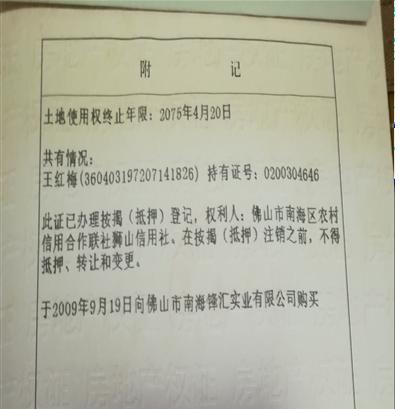 附 记
土地使用权终止年限：2075年4月20日
共有情况：
王红梅(360403197207141826) 持有证号：0200304646
此证已办理按揭（抵押）登记，权利人：佛山市南海区农村
信用合作联社狮山信用社。在按揭（抵押）注销之前，不得
抵押、转让和变更。
于2009年9月19日向佛山市南海锋汇实业有限公司购买